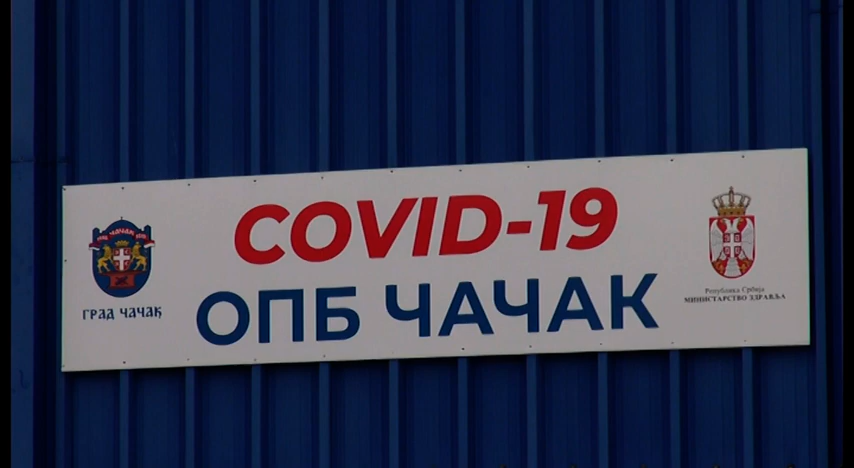 COVID-19
ОПБ ЧАЧАК
ГРАД ЧАЧАК
Република Србија
МИНИСТАРСТВО ЗДРАВЉА